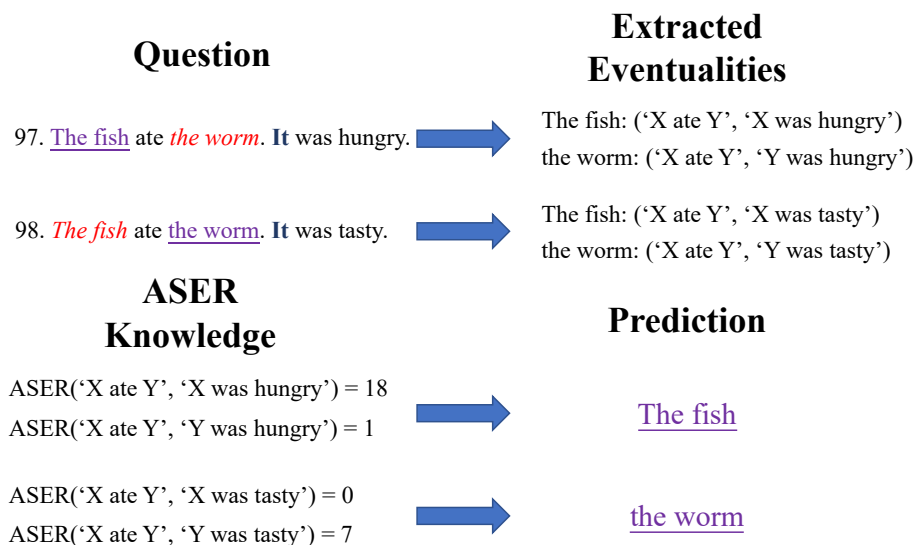 Question
Extracted
Eventualities
97. The fish ate the worm. It was hungry.
The fish: (‘X ate Y’, ‘X was hungry’)
the worm: (‘X ate Y’, ‘Y was hungry’)
98. The fish ate the worm. It was tasty.
The fish: (‘X ate Y’, ‘X was tasty’)
the worm: (‘X ate Y’, ‘Y was tasty’)
ASER
Knowledge
Prediction
ASER(‘X ate Y’, ‘X was hungry’) = 18
ASER(‘X ate Y’, ‘Y was hungry’) = 1
The fish
ASER(‘X ate Y’, ‘X was tasty’) = 0
ASER(‘X ate Y’, ‘Y was tasty’) = 7
the worm